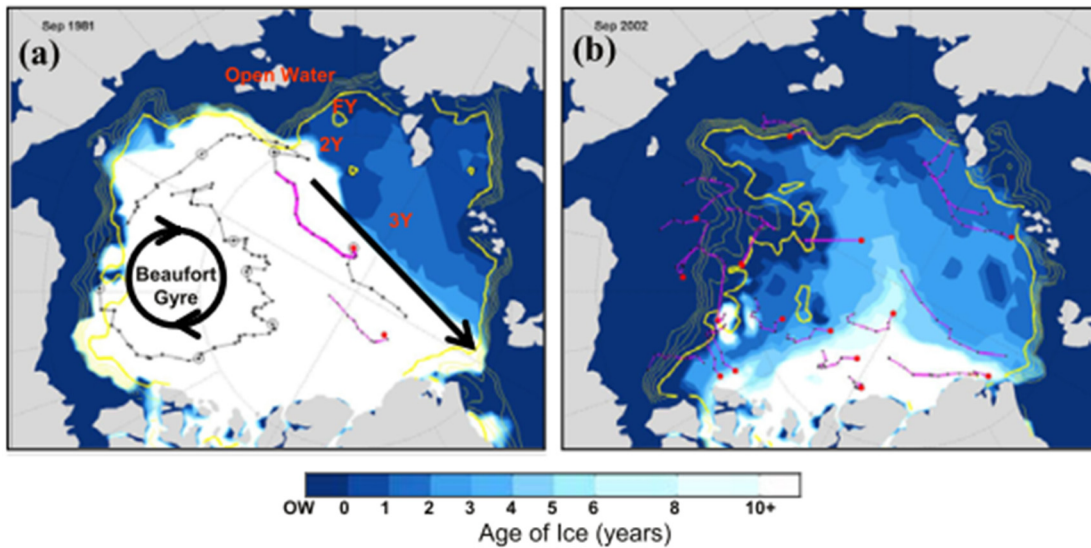 Sep 1981
(a)
Open Water
FY
2Y
3Y
Beaufort
Gyre
Sep 2002
(b)
OW 0 1 2 3 4 5 6 8 10+
Age of Ice (years)